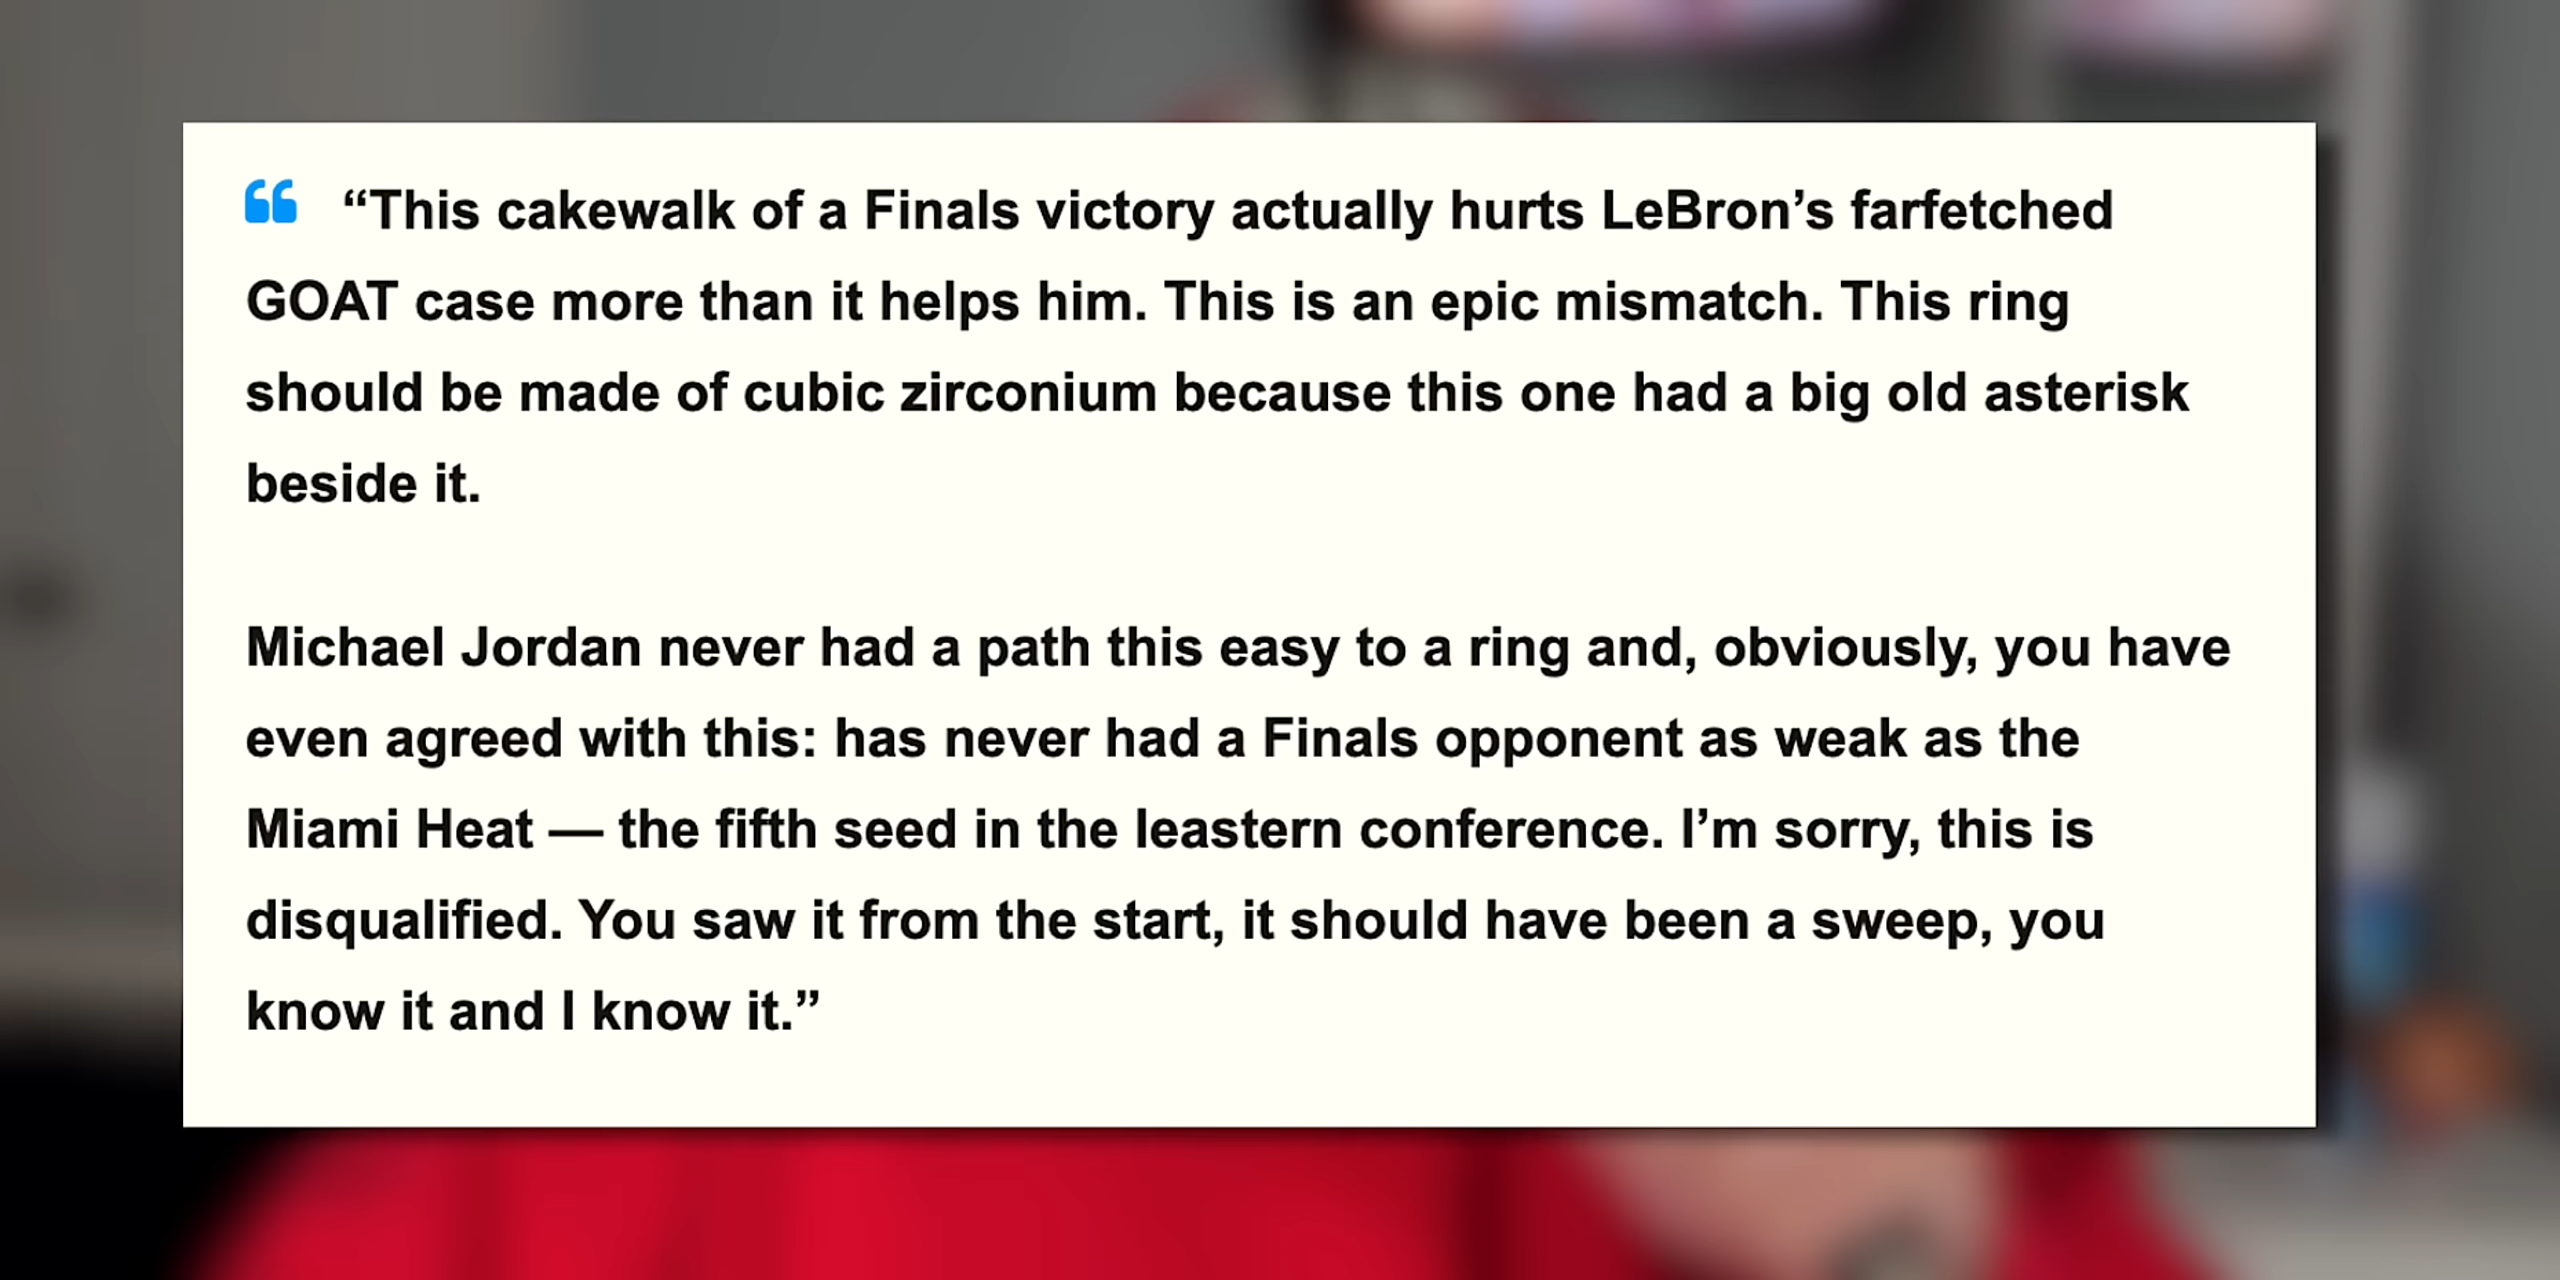 “This cakewalk of a Finals victory actually hurts LeBron’s farfetched
GOAT case more than it helps him. This is an epic mismatch. This ring
should be made of cubic zirconium because this one had a big old asterisk
beside it.
Michael Jordan never had a path this easy to a ring and, obviously, you have
even agreed with this: has never had a Finals opponent as weak as the
Miami Heat — the fifth seed in the leastern conference. I’m sorry, this is
disqualified. You saw it from the start, it should have been a sweep, you
know it and I know it.”